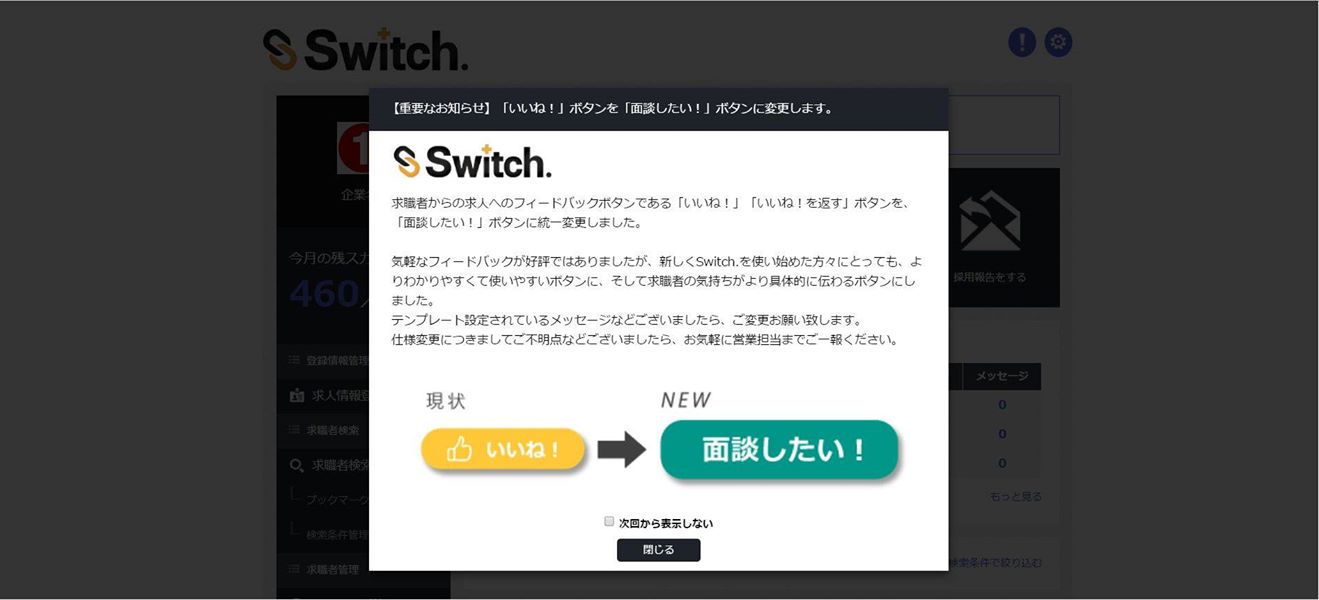 Switch.
!
【重要なお知らせ】「いいね！」ボタンを「面談したい！」ボタンに変更します。
Switch.
求職者からの求人へのフィードバックボタンである「いいね！」「いいね！を返す」ボタンを、
「面談したい！」ボタンに統一変更しました。
気軽なフィードバックが好評ではありましたが、新しくSwitch.を使い始めた方々にとっても、よ
りわかりやすくて使いやすいボタンに、そして求職者の気持ちがより具体的に伝わるボタンにし
ました。
テンプレート設定されているメッセージなどございましたら、ご変更お願い致します。
仕様変更につきましてご不明点などございましたら、お気軽に営業担当までご一報ください。
現状
NEW
いいね！
面談したい！
次回から表示しない
閉じる
1
企業
今月の残スカ
460
登録情報管理
求人情報
求職者検索
求職者検索
ブックマーク
検索条件管理
求職者管理
採用報告をする
メッセージ
0
0
0
もっと見る
検索条件で絞り込む